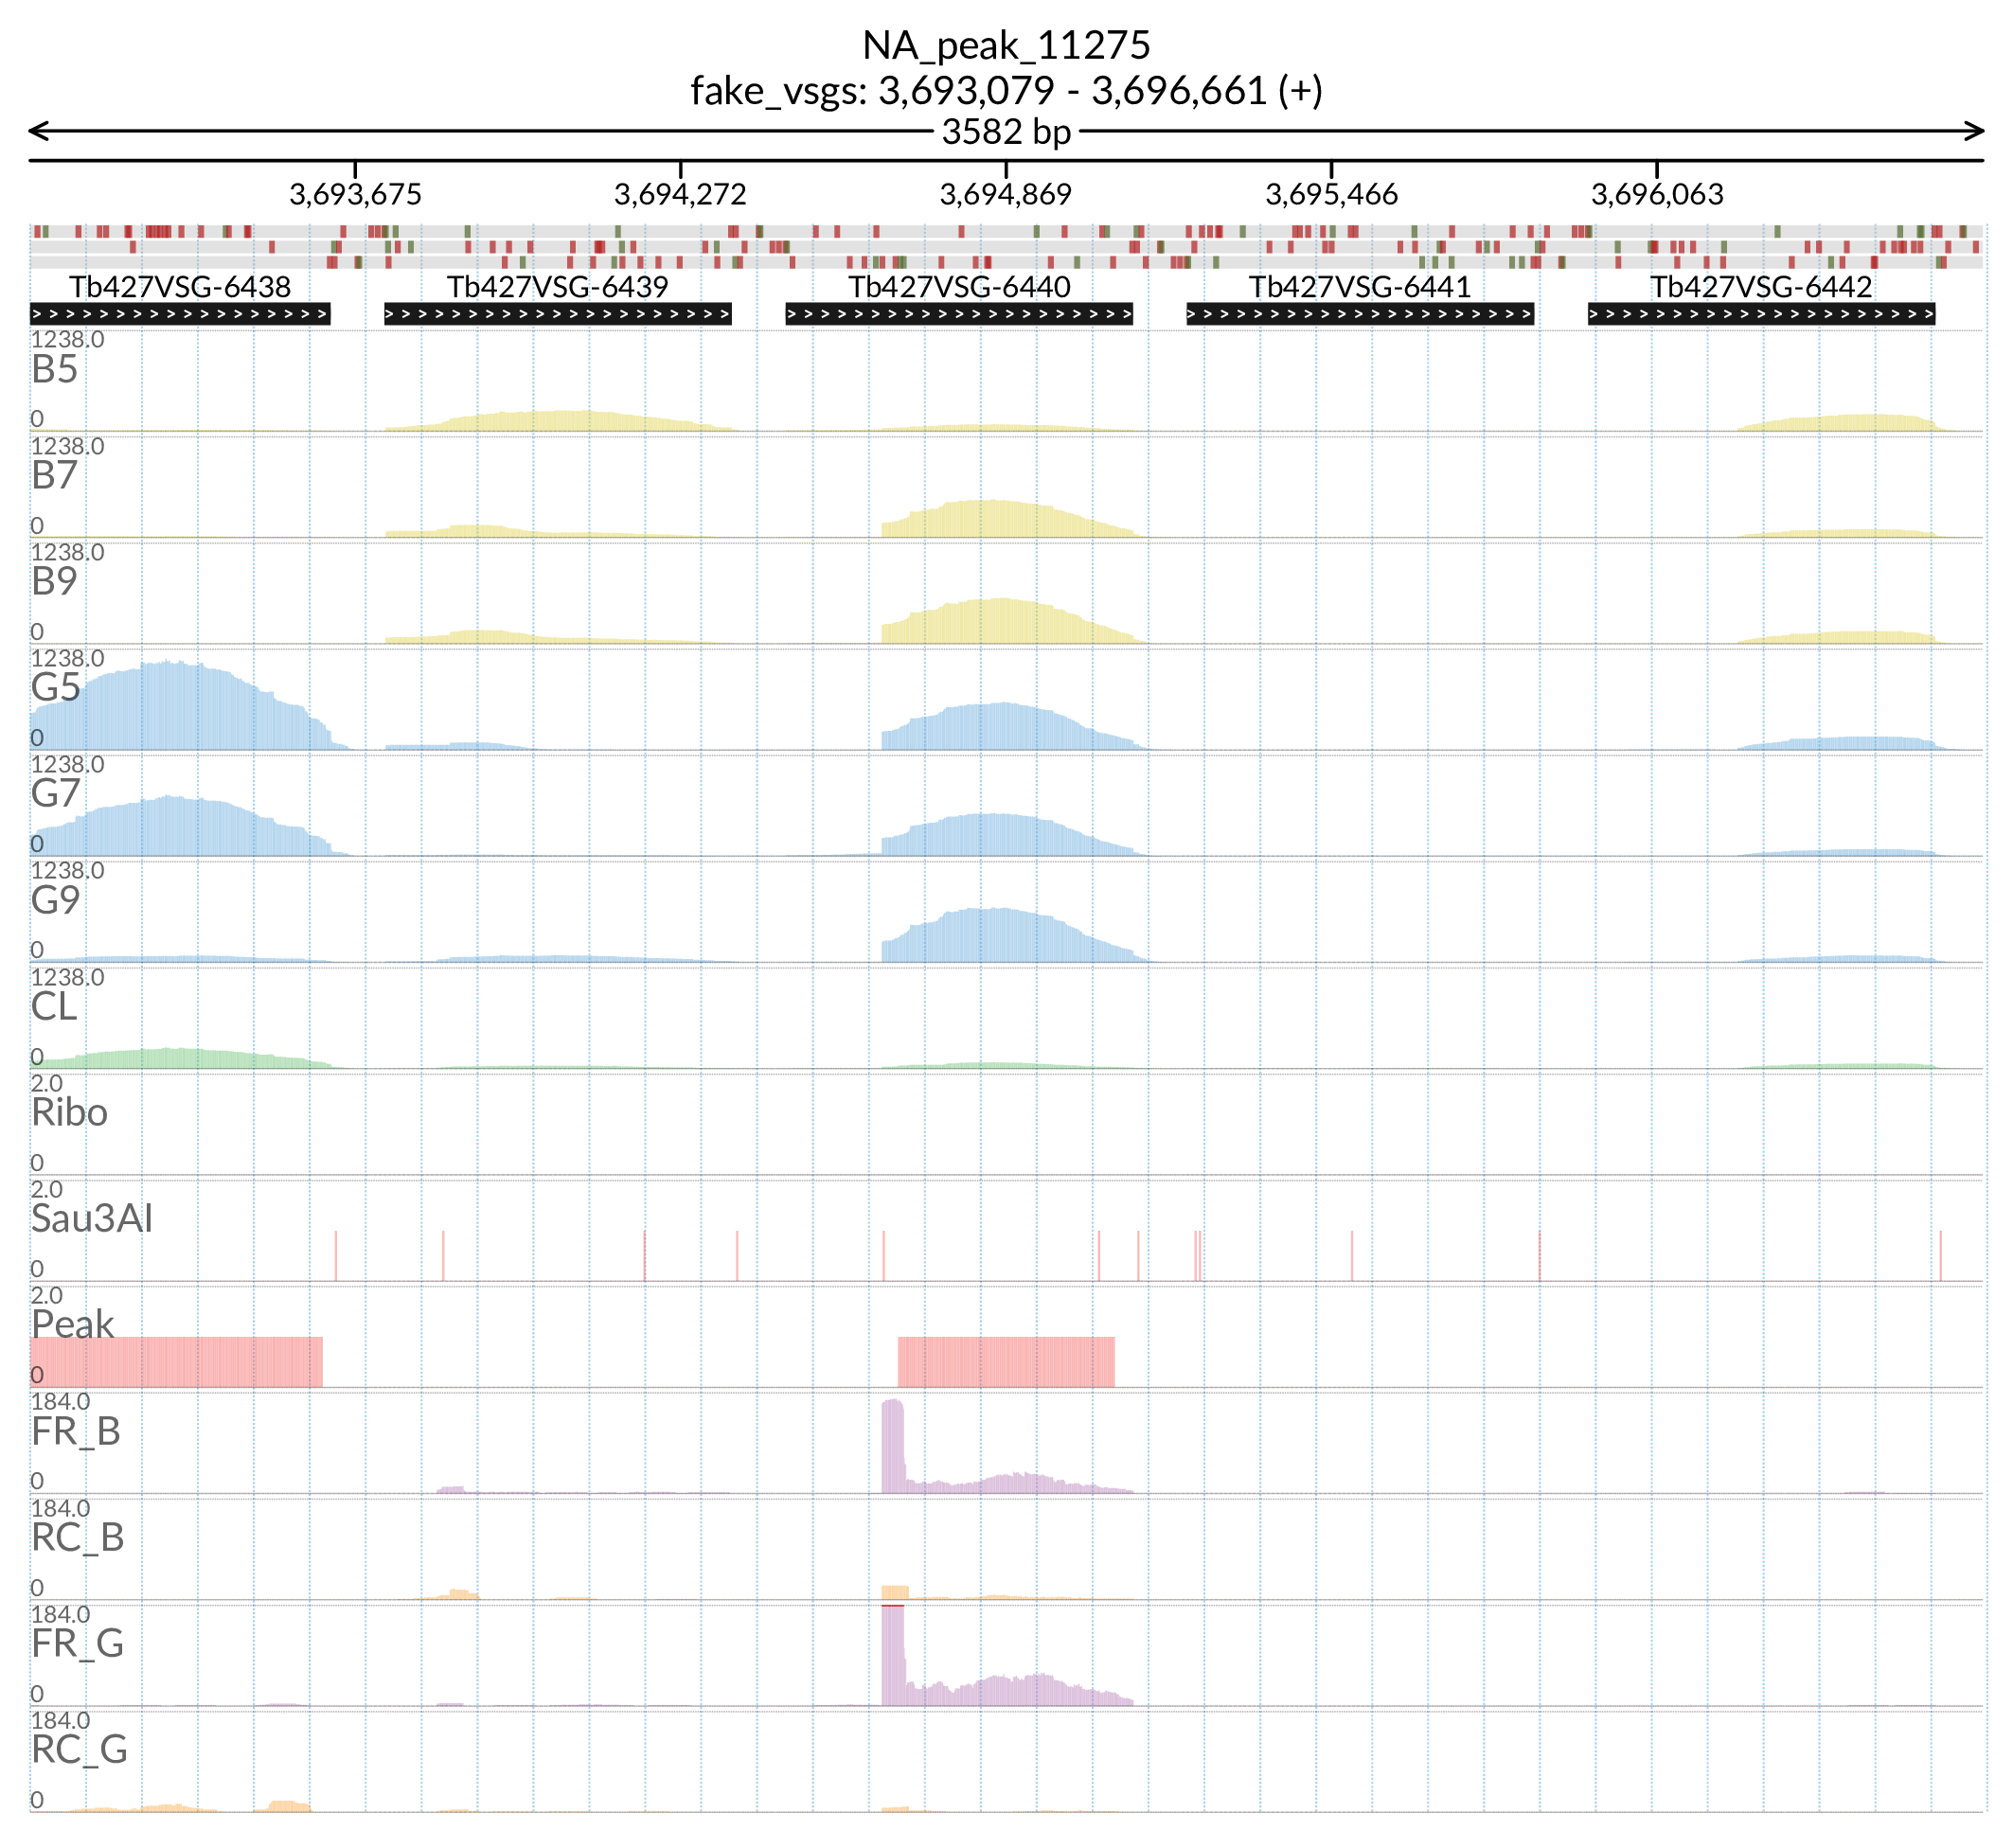 NA_peak_11275
fake_vsgs: 3,693,079 - 3,696,661 (+)
3582 bp
3,693,675 3,694,272 3,694,869 3,695,466 3,696,063
Tb427VSG-6438 Tb427VSG-6439 Tb427VSG-6440 Tb427VSG-6441 Tb427VSG-6442
1238.0
B5
0
1238.0
B7
0
1238.0
B9
0
1238.0
G5
0
1238.0
G7
0
1238.0
G9
0
1238.0
CL
0
2.0
Ribo
0
2.0
Sau3AI
0
2.0
Peak
0
184.0
FR_B
0
184.0
RC_B
0
184.0
FR_G
0
184.0
RC_G
0